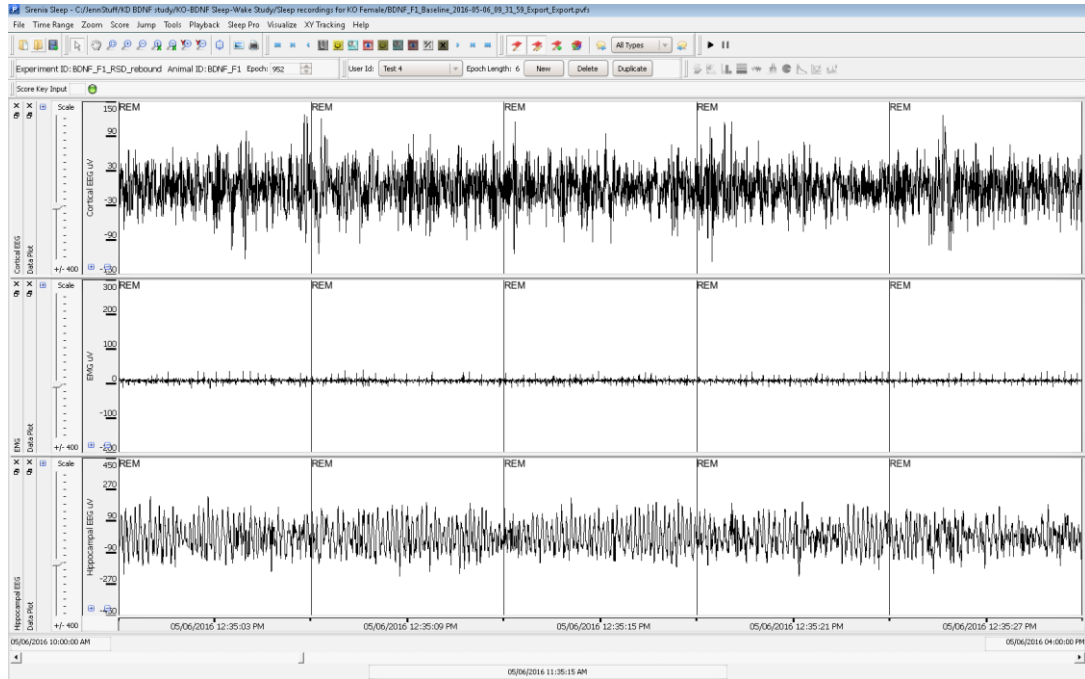 Sirenia Sleep - C:/JennStuff/KD BDNF study/KO-BDNF Sleep-Wake Study/Sleep recordings for KO Female/BDNF_F1_Baseline_2016-05-06_09_31_59_Export_Export.pvfs
File Time Range Zoom Score Jump Tools Playback Sleep Pro Visualize XY Tracking Help
All Types
Experiment ID: BDNF_F1_RSD_rebound Animal ID: BDNF_F1 Epoch: 952 User Id: Test 4 Epoch Length: 6 New Delete Duplicate
Score Key Input
Scale 150 REM REM REM REM REM
90
30
-30
-90
Cortical EEG uV
Cortical EEG
Data Plot
+/- 400
Scale 300 REM REM REM REM REM
200
100
0
-100
EMG uV
EMG
Data Plot
+/- 400
Scale 450 REM REM REM REM REM
270
90
-90
-270
Hippocampal EEG uV
Hippocampal EEG
Data Plot
+/- 400
05/06/2016 12:35:03 PM 05/06/2016 12:35:09 PM 05/06/2016 12:35:15 PM 05/06/2016 12:35:21 PM 05/06/2016 12:35:27 PM
05/06/2016 10:00:00 AM 05/06/2016 04:00:00 PM
05/06/2016 11:35:15 AM